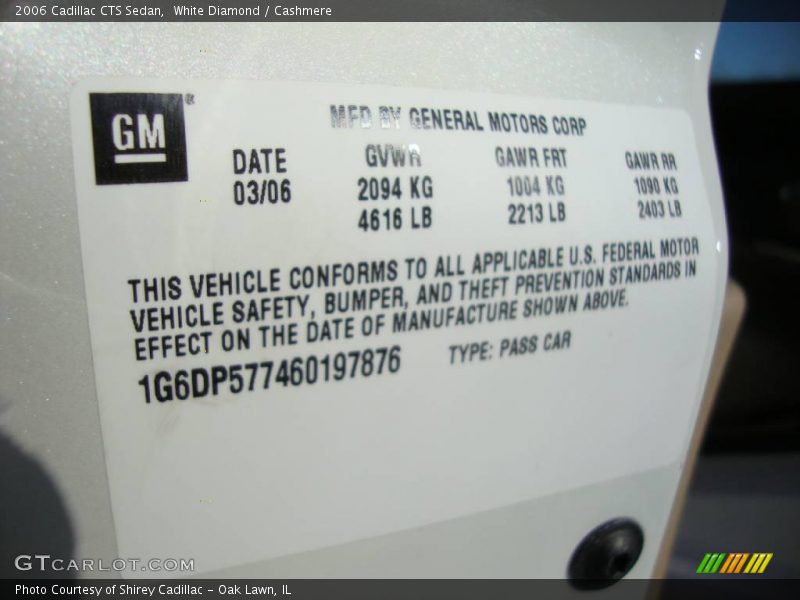 2006 Cadillac CTS Sedan,  White Diamond / Cashmere
GM®
MFD BY GENERAL MOTORS CORP
DATE GVWR GAWR FRT GAWR RR
03/06 2094 KG 1004 KG 1090 KG
4616 LB 2213 LB 2403 LB
THIS VEHICLE CONFORMS TO ALL APPLICABLE U.S. FEDERAL MOTOR
VEHICLE SAFETY, BUMPER, AND THEFT PREVENTION STANDARDS IN
EFFECT ON THE DATE OF MANUFACTURE SHOWN ABOVE.
1G6DP577460197876 TYPE: PASS CAR
GTCARLOT.COM
Photo Courtesy of Shirey Cadillac - Oak Lawn, IL